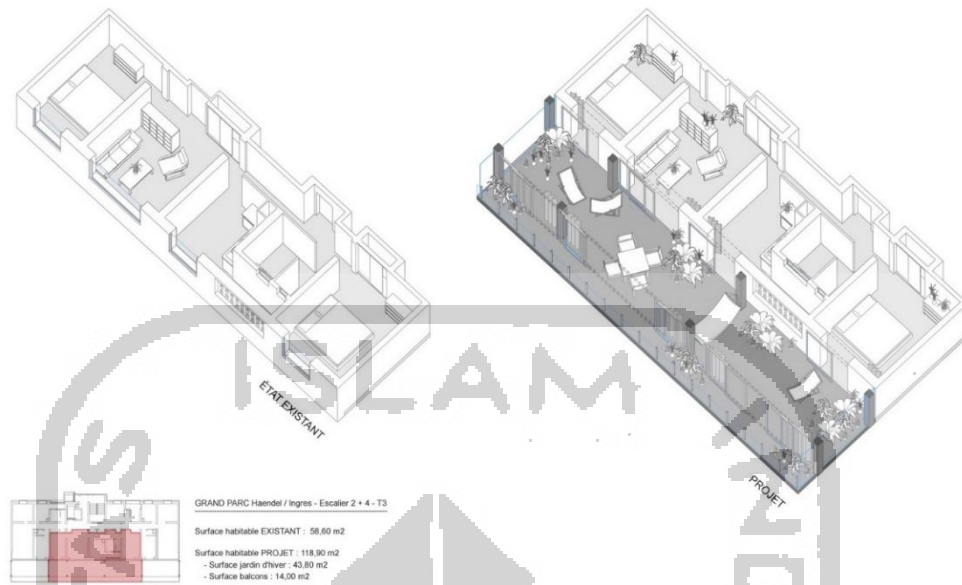 ÉTAT EXISTANT
PROJET
GRAND PARC Haendel / Ingres - Escalier 2 + 4 - T3
Surface habitable EXISTANT : 58,60 m2
Surface habitable PROJET : 118,90 m2
- Surface jardin d'hiver : 43,80 m2
- Surface balcons : 14,00 m2
ISLAM